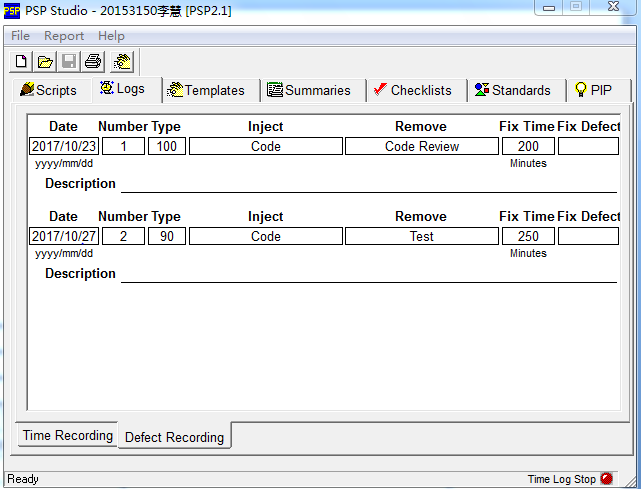 PSP PSP Studio - 20153150李慧 [PSP2.1]
File Report Help
Scripts Logs Templates Summaries Checklists Standards PIP
Date Number Type Inject Remove Fix Time Fix Defect
2017/10/23 1 100 Code Code Review 200
yyyy/mm/dd Minutes
Description
Date Number Type Inject Remove Fix Time Fix Defect
2017/10/27 2 90 Code Test 250
yyyy/mm/dd Minutes
Description
Time Recording Defect Recording
Ready Time Log Stop